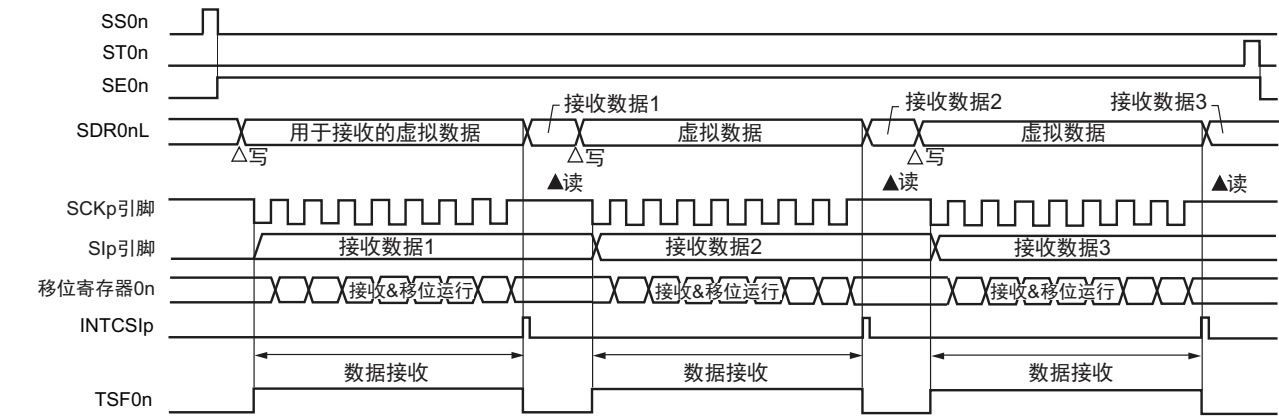 SS0n
ST0n
SE0n
接收数据1 接收数据2 接收数据3
SDR0nL 用于接收的虚拟数据 虚拟数据 虚拟数据
△写 △写 △写
▲读 ▲读 ▲读
SCKp引脚
SIp引脚 接收数据1 接收数据2 接收数据3
移位寄存器0n 接收&移位运行 接收&移位运行 接收&移位运行
INTCSIp
数据接收 数据接收 数据接收
TSF0n